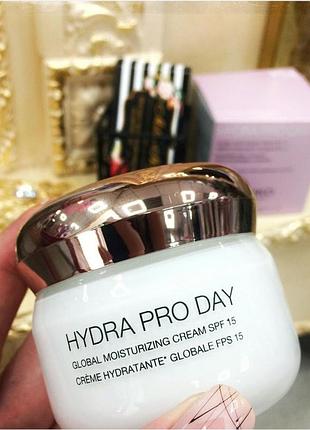 HYDRA PRO DAY
GLOBAL MOISTURIZING CREAM SPF 15
CRÈME HYDRATANTE* GLOBALE FPS 15